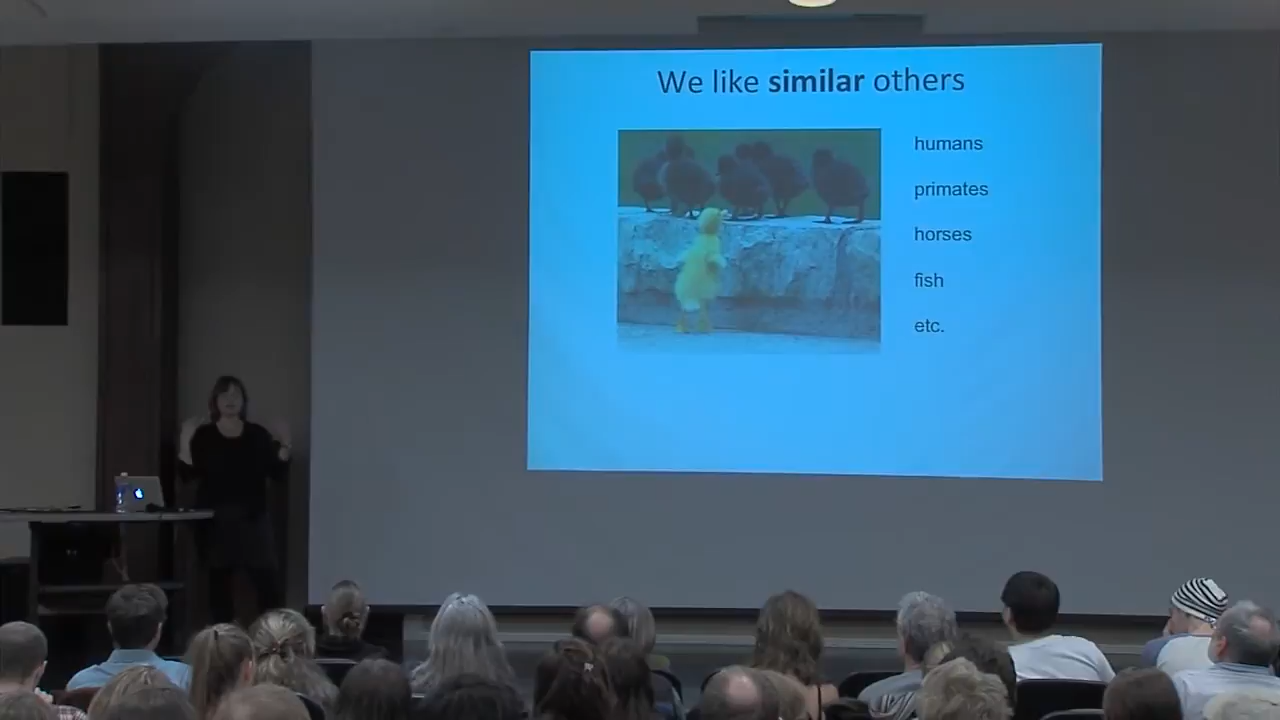 We like similar others
humans
primates
horses
fish
etc.